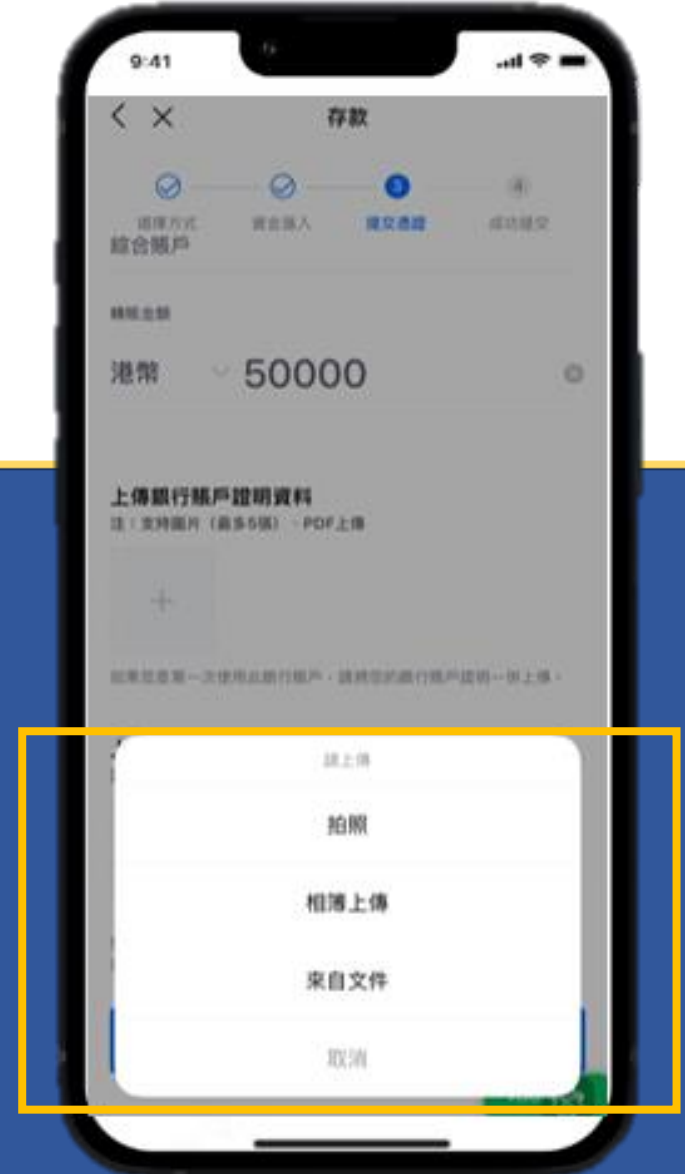 9:41
存款
3
4
選擇方式
資金匯入
提交憑證
成功提交
綜合賬戶
轉賬金額
港幣
50000
上傳銀行賬戶證明資料
注：支持圖片（最多5張）、PDF上傳
+
如果您是第一次使用此銀行賬戶，請將您的銀行賬戶證明一併上傳。
請上傳
拍照
相簿上傳
來自文件
取消